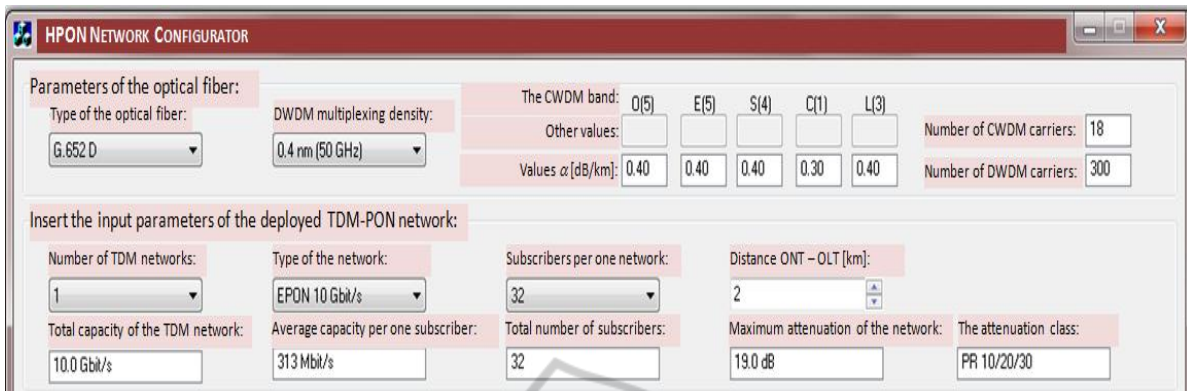 HPON NETWORK CONFIGURATOR
Parameters of the optical fiber:
Type of the optical fiber:
G.652 D
DWDM multiplexing density:
0.4 nm (50 GHz)
The CWDM band: O(5) E(5) S(4) C(1) L(3)
Other values:
Values α [dB/km]: 0.40 0.40 0.40 0.30 0.40
Number of CWDM carriers: 18
Number of DWDM carriers: 300
Insert the input parameters of the deployed TDM-PON network:
Number of TDM networks: Type of the network: Subscribers per one network: Distance ONT – OLT [km]:
1 EPON 10 Gbit/s 32 2
Total capacity of the TDM network: Average capacity per one subscriber: Total number of subscribers: Maximum attenuation of the network: The attenuation class:
10.0 Gbit/s 313 Mbit/s 32 19.0 dB PR 10/20/30